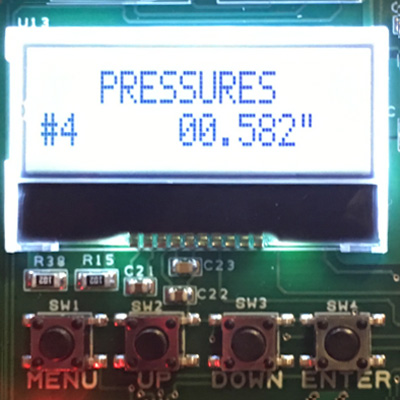 U13
PRESSURES
#4 00.582"
R38 R15 C21 C23
C22
SW1 SW2 SW3 SW4
MENU UP DOWN ENTER